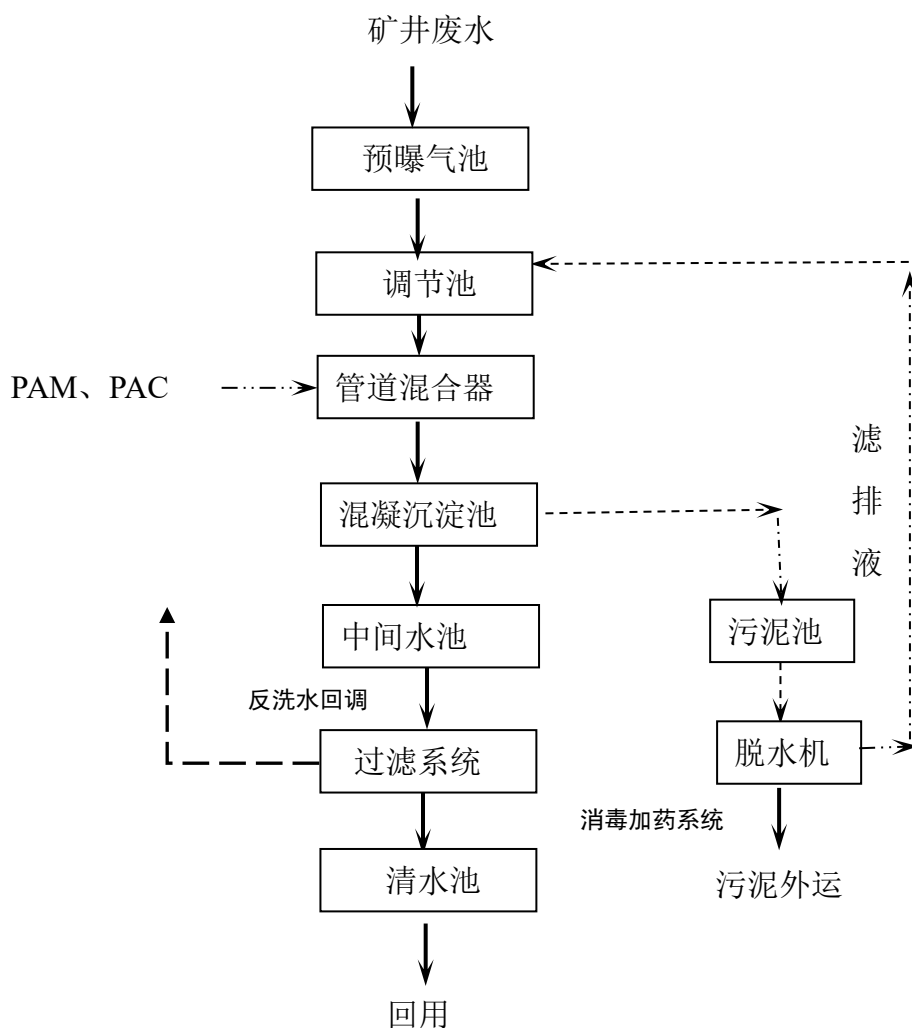 矿井废水
预曝气池
调节池
PAM、PAC
管道混合器
滤
排
液
混凝沉淀池
中间水池
污泥池
反洗水回调
过滤系统
脱水机
消毒加药系统
清水池
污泥外运
回用